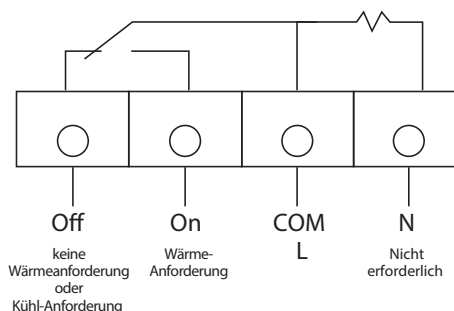 Off
On
COM
N
L
keine
Wärmeanforderung
oder
Kühl-Anforderung
Wärme-
Anforderung
Nicht
erforderlich